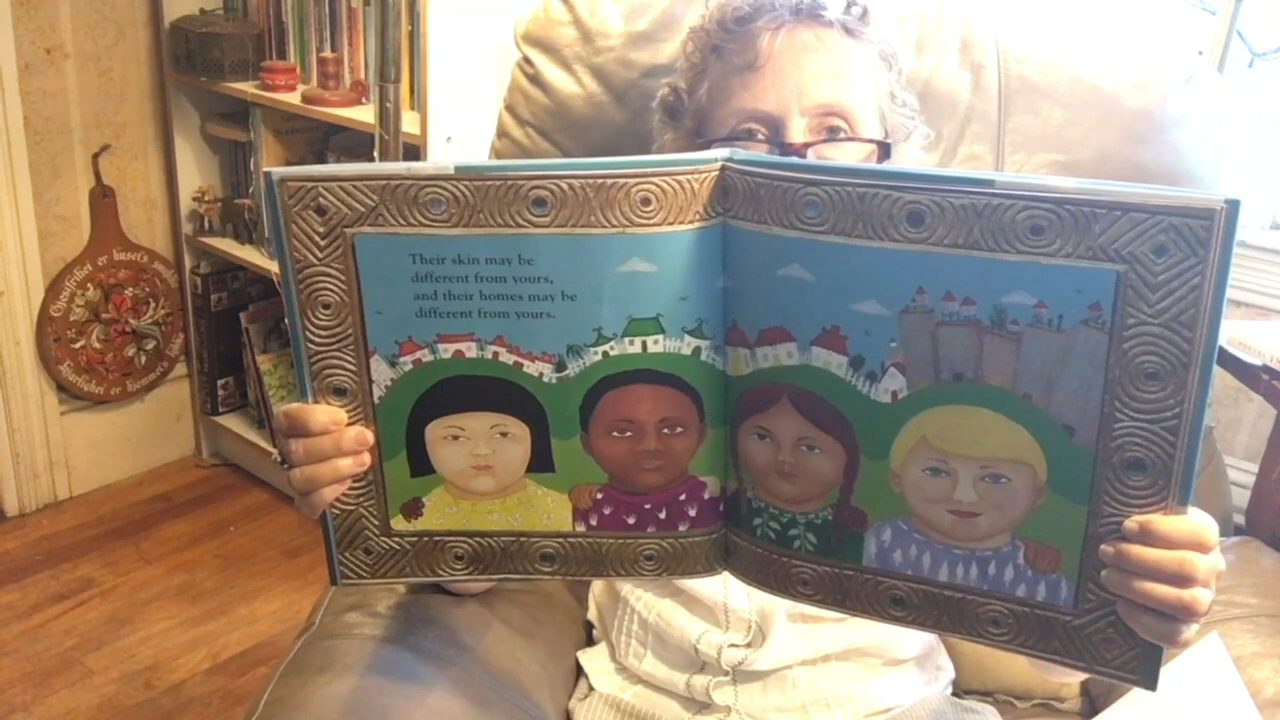 Their skin may be
different from yours,
and their homes may be
different from yours.